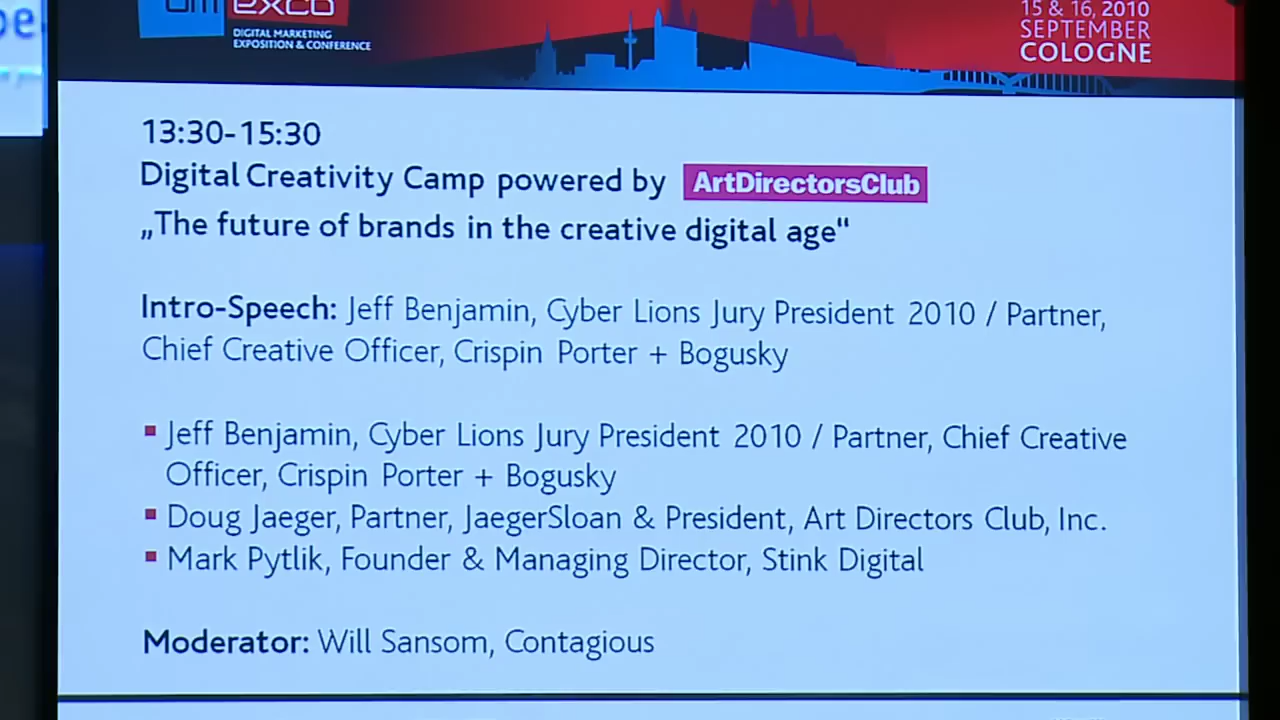 exco
DIGITAL MARKETING
EXPOSITION & CONFERENCE
15 & 16, 2010
SEPTEMBER
COLOGNE
13:30-15:30
Digital Creativity Camp powered by ArtDirectorsClub
„The future of brands in the creative digital age"
Intro-Speech: Jeff Benjamin, Cyber Lions Jury President 2010 / Partner,
Chief Creative Officer, Crispin Porter + Bogusky
▪ Jeff Benjamin, Cyber Lions Jury President 2010 / Partner, Chief Creative
Officer, Crispin Porter + Bogusky
▪ Doug Jaeger, Partner, JaegerSloan & President, Art Directors Club, Inc.
▪ Mark Pytlik, Founder & Managing Director, Stink Digital
Moderator: Will Sansom, Contagious